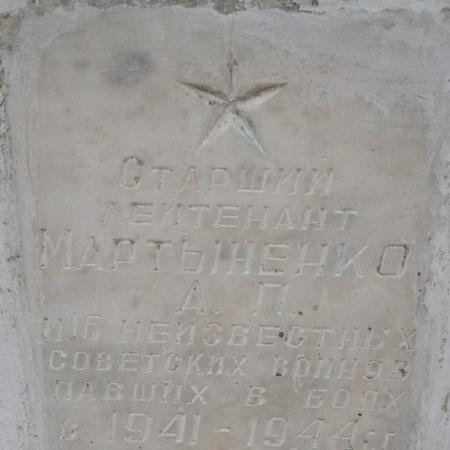 Старший
лейтенант
Мартыненко
А. П.
и 16 неизвестных
советских воинов
павших в боях
в 1941-1944 гг